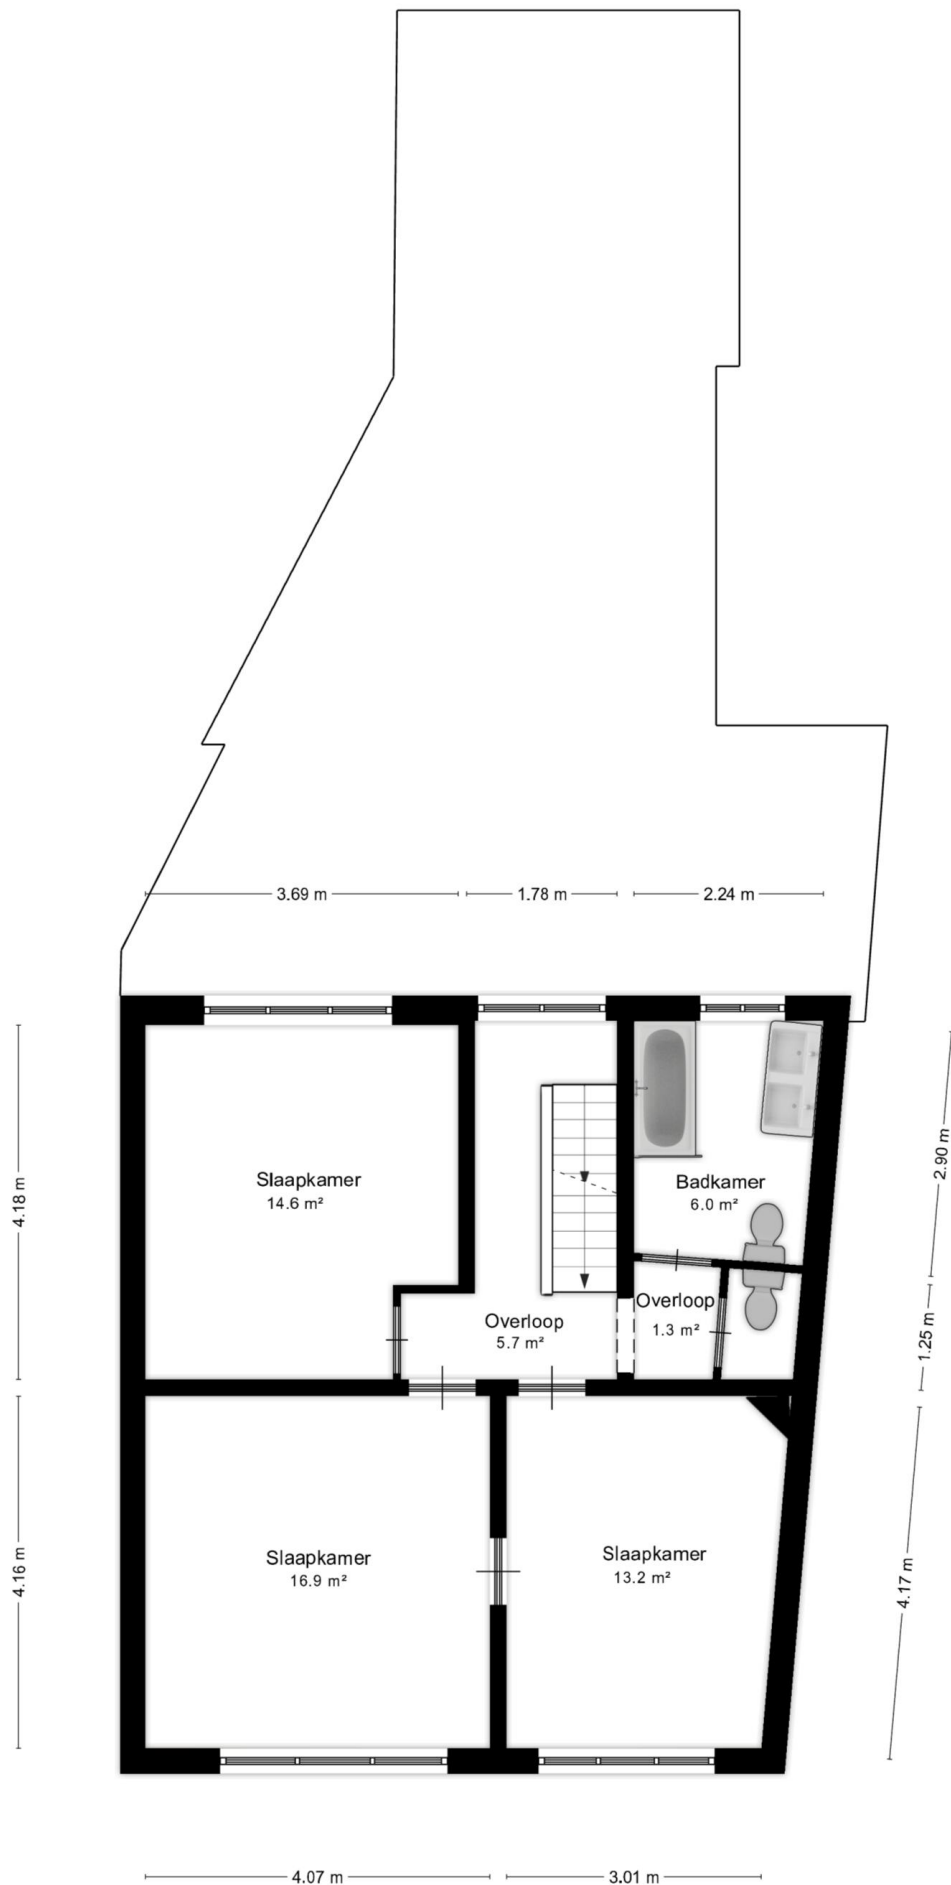 3.69 m
1.78 m
2.24 m
4.18 m
2.90 m
Slaapkamer
14.6 m²
Badkamer
6.0 m²
Overloop
5.7 m²
Overloop
1.3 m²
1.25 m
4.16 m
Slaapkamer
16.9 m²
Slaapkamer
13.2 m²
4.17 m
4.07 m
3.01 m